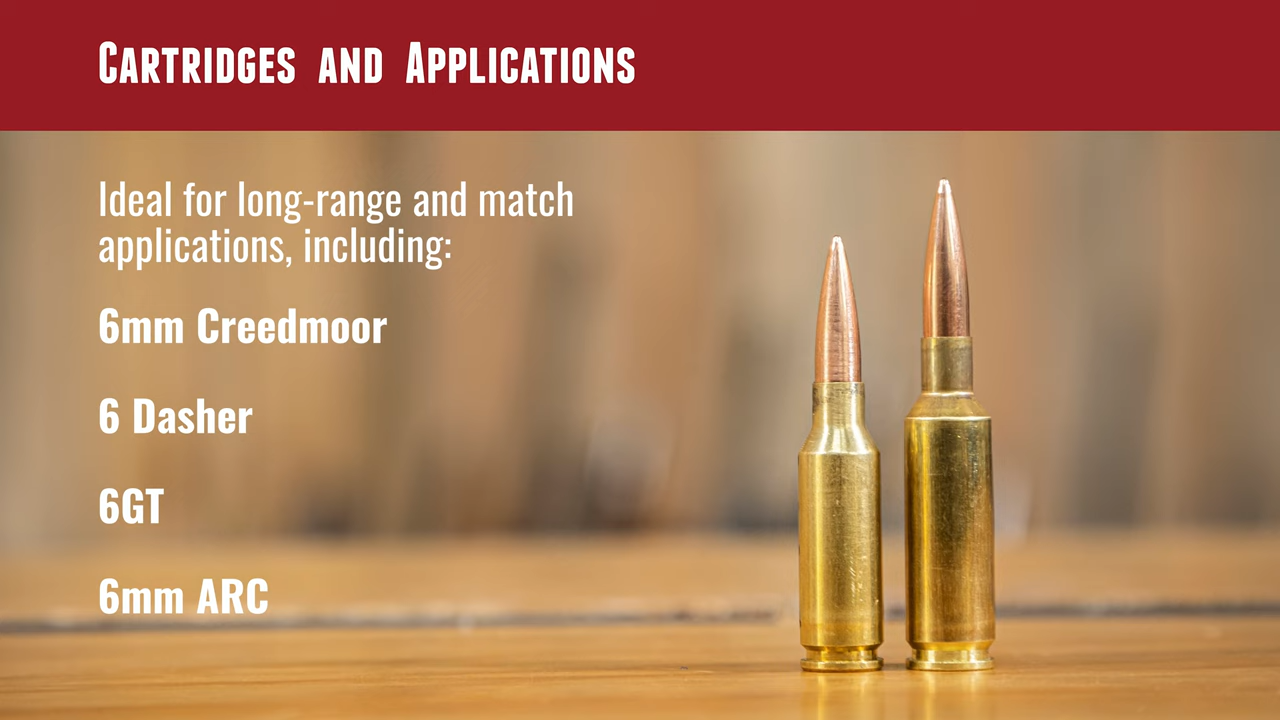 Cartridges and Applications
Ideal for long-range and match
applications, including:
6mm Creedmoor
6 Dasher
6GT
6mm ARC